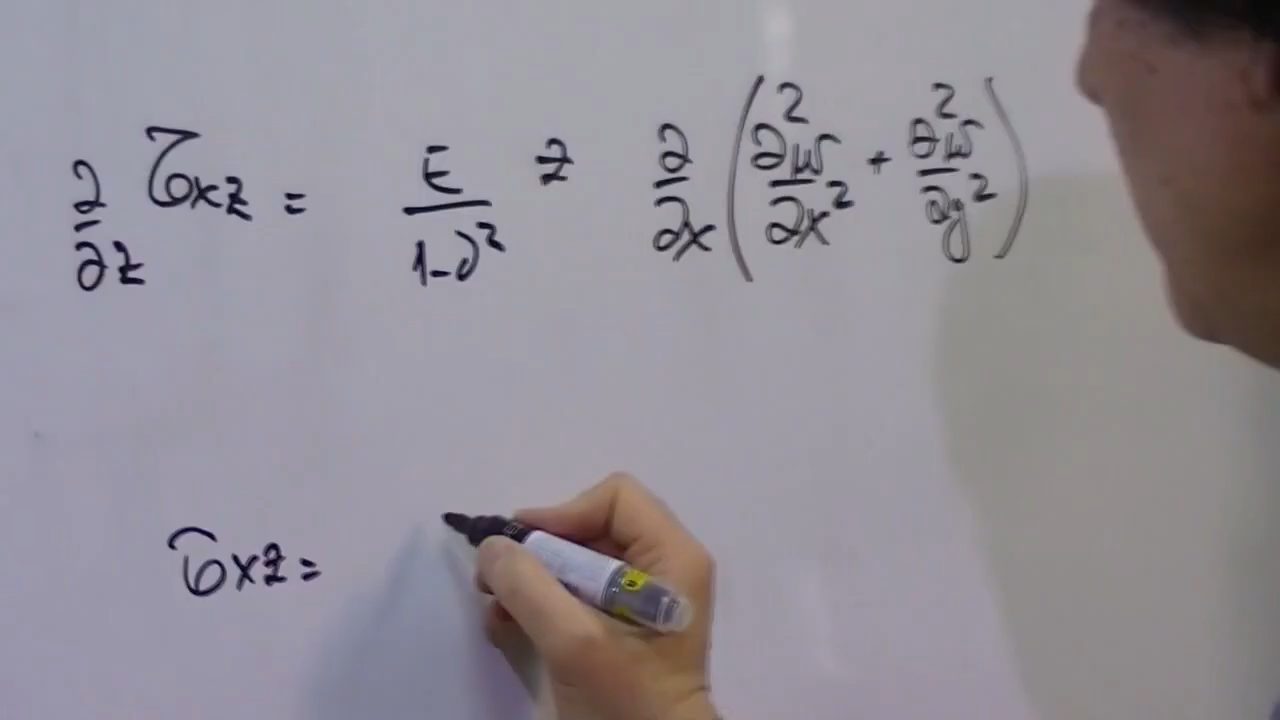 ∂/∂z σxz = E/(1-ν²) z ∂/∂x (∂²w/∂x² + ∂²w/∂y²)
σxz =